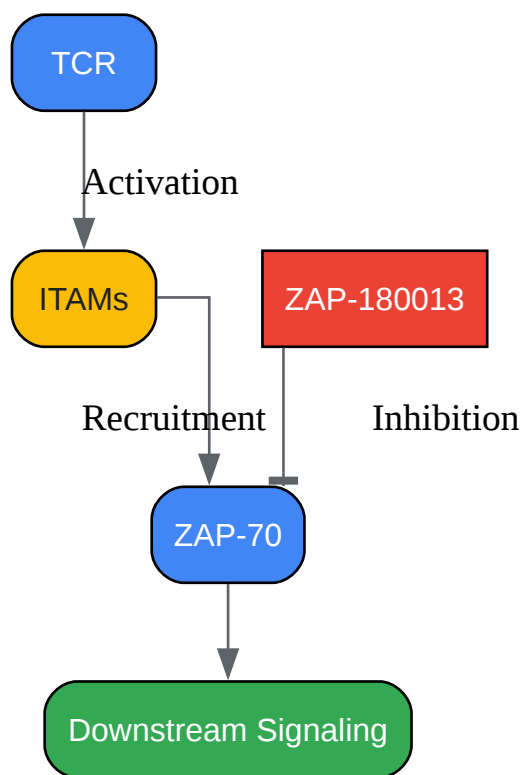 TCR
Activation
ITAMs
ZAP-180013
Recruitment
Inhibition
ZAP-70
Downstream Signaling